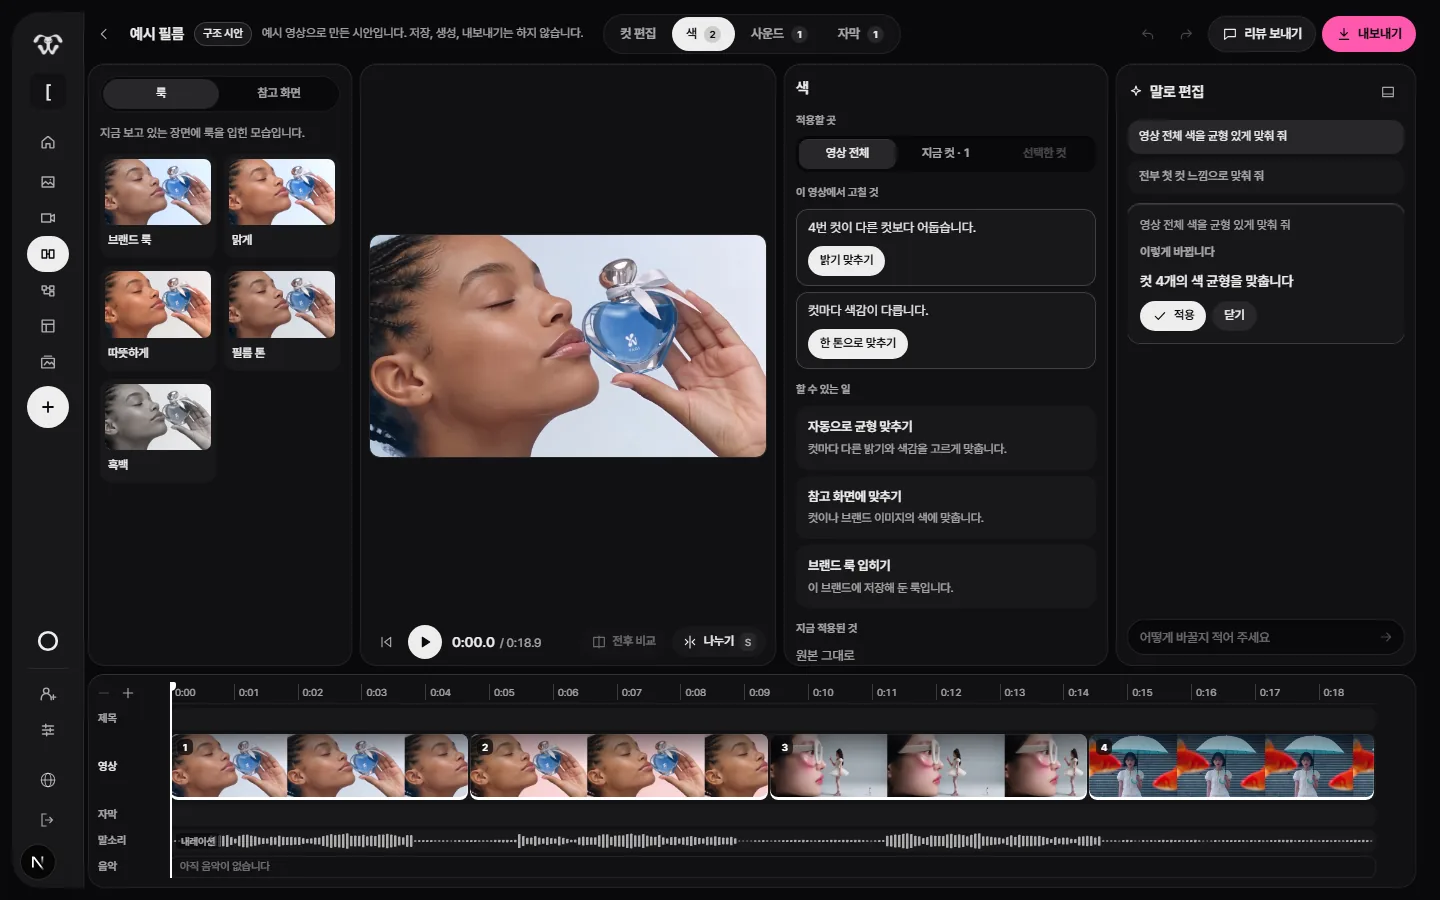 예시 필름
구조 시안
예시 영상으로 만든 시안입니다. 저장, 생성, 내보내기는 하지 않습니다.
컷 편집
색 2
사운드 1
자막 1
리뷰 보내기
내보내기
[
룩
참고 화면
지금 보고 있는 장면에 룩을 입힌 모습입니다.
브랜드 룩
맑게
따뜻하게
필름 톤
흑백
0:00.0 / 0:18.9
전후 비교
나누기 S
색
적용할 곳
영상 전체
지금 컷 · 1
선택한 컷
이 영상에서 고칠 것
4번 컷이 다른 컷보다 어둡습니다.
밝기 맞추기
컷마다 색감이 다릅니다.
한 톤으로 맞추기
할 수 있는 일
자동으로 균형 맞추기
컷마다 다른 밝기와 색감을 고르게 맞춥니다.
참고 화면에 맞추기
컷이나 브랜드 이미지의 색에 맞춥니다.
브랜드 룩 입히기
이 브랜드에 저장해 둔 룩입니다.
지금 적용된 것
원본 그대로
말로 편집
영상 전체 색을 균형 있게 맞춰 줘
전부 첫 컷 느낌으로 맞춰 줘
영상 전체 색을 균형 있게 맞춰 줘
이렇게 바뀝니다
컷 4개의 색 균형을 맞춥니다
적용
닫기
어떻게 바꿀지 적어 주세요
0:00 0:01 0:02 0:03 0:04 0:05 0:06 0:07 0:08 0:09 0:10 0:11 0:12 0:13 0:14 0:15 0:16 0:17 0:18
제목
영상
1 2 3 4
자막
말소리
내레이션
음악
아직 음악이 없습니다
N